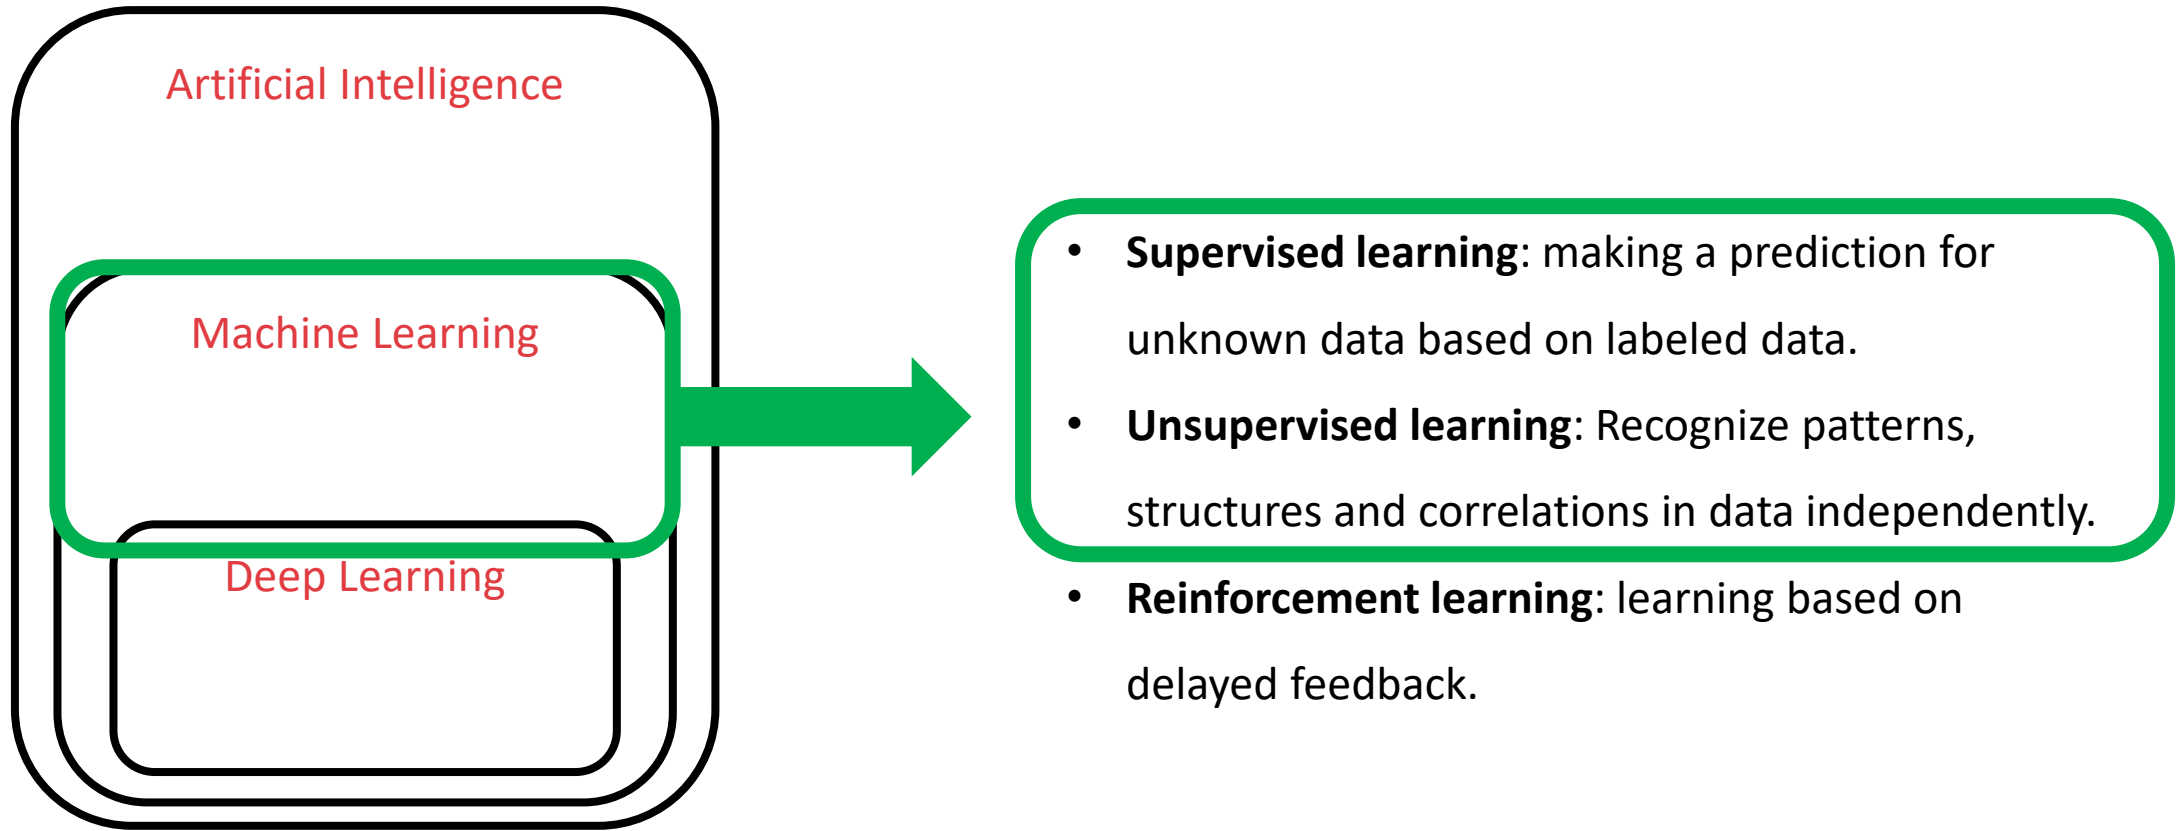 Artificial Intelligence
Machine Learning
Deep Learning
• Supervised learning: making a prediction for
unknown data based on labeled data.
• Unsupervised learning: Recognize patterns,
structures and correlations in data independently.
• Reinforcement learning: learning based on
delayed feedback.